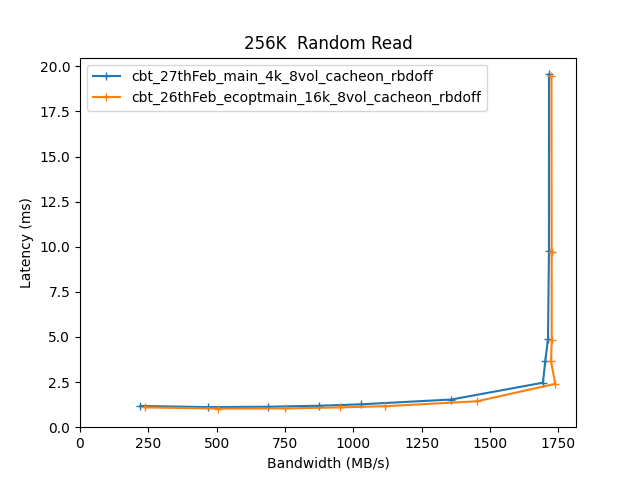 256K  Random Read
cbt_27thFeb_main_4k_8vol_cacheon_rbdoff
cbt_26thFeb_ecoptmain_16k_8vol_cacheon_rbdoff
20.0
17.5
15.0
12.5
10.0
7.5
5.0
2.5
0.0
Latency (ms)
0 250 500 750 1000 1250 1500 1750
Bandwidth (MB/s)